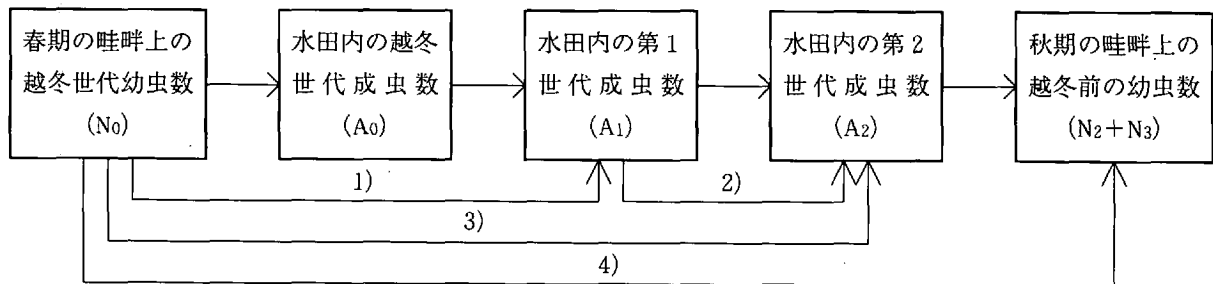 春期の畦畔上の
越冬世代幼虫数
(N₀)
水田内の越冬
世代成虫数
(A₀)
水田内の第1
世代成虫数
(A₁)
水田内の第2
世代成虫数
(A₂)
秋期の畦畔上の
越冬前の幼虫数
(N₂+N₃)
1)
2)
3)
4)